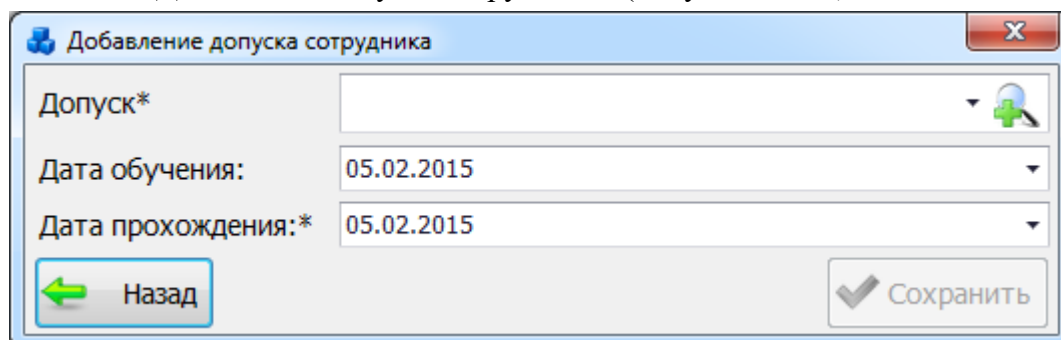 Добавление допуска сотрудника
Допуск*
Дата обучения: 05.02.2015
Дата прохождения:* 05.02.2015
Назад Сохранить